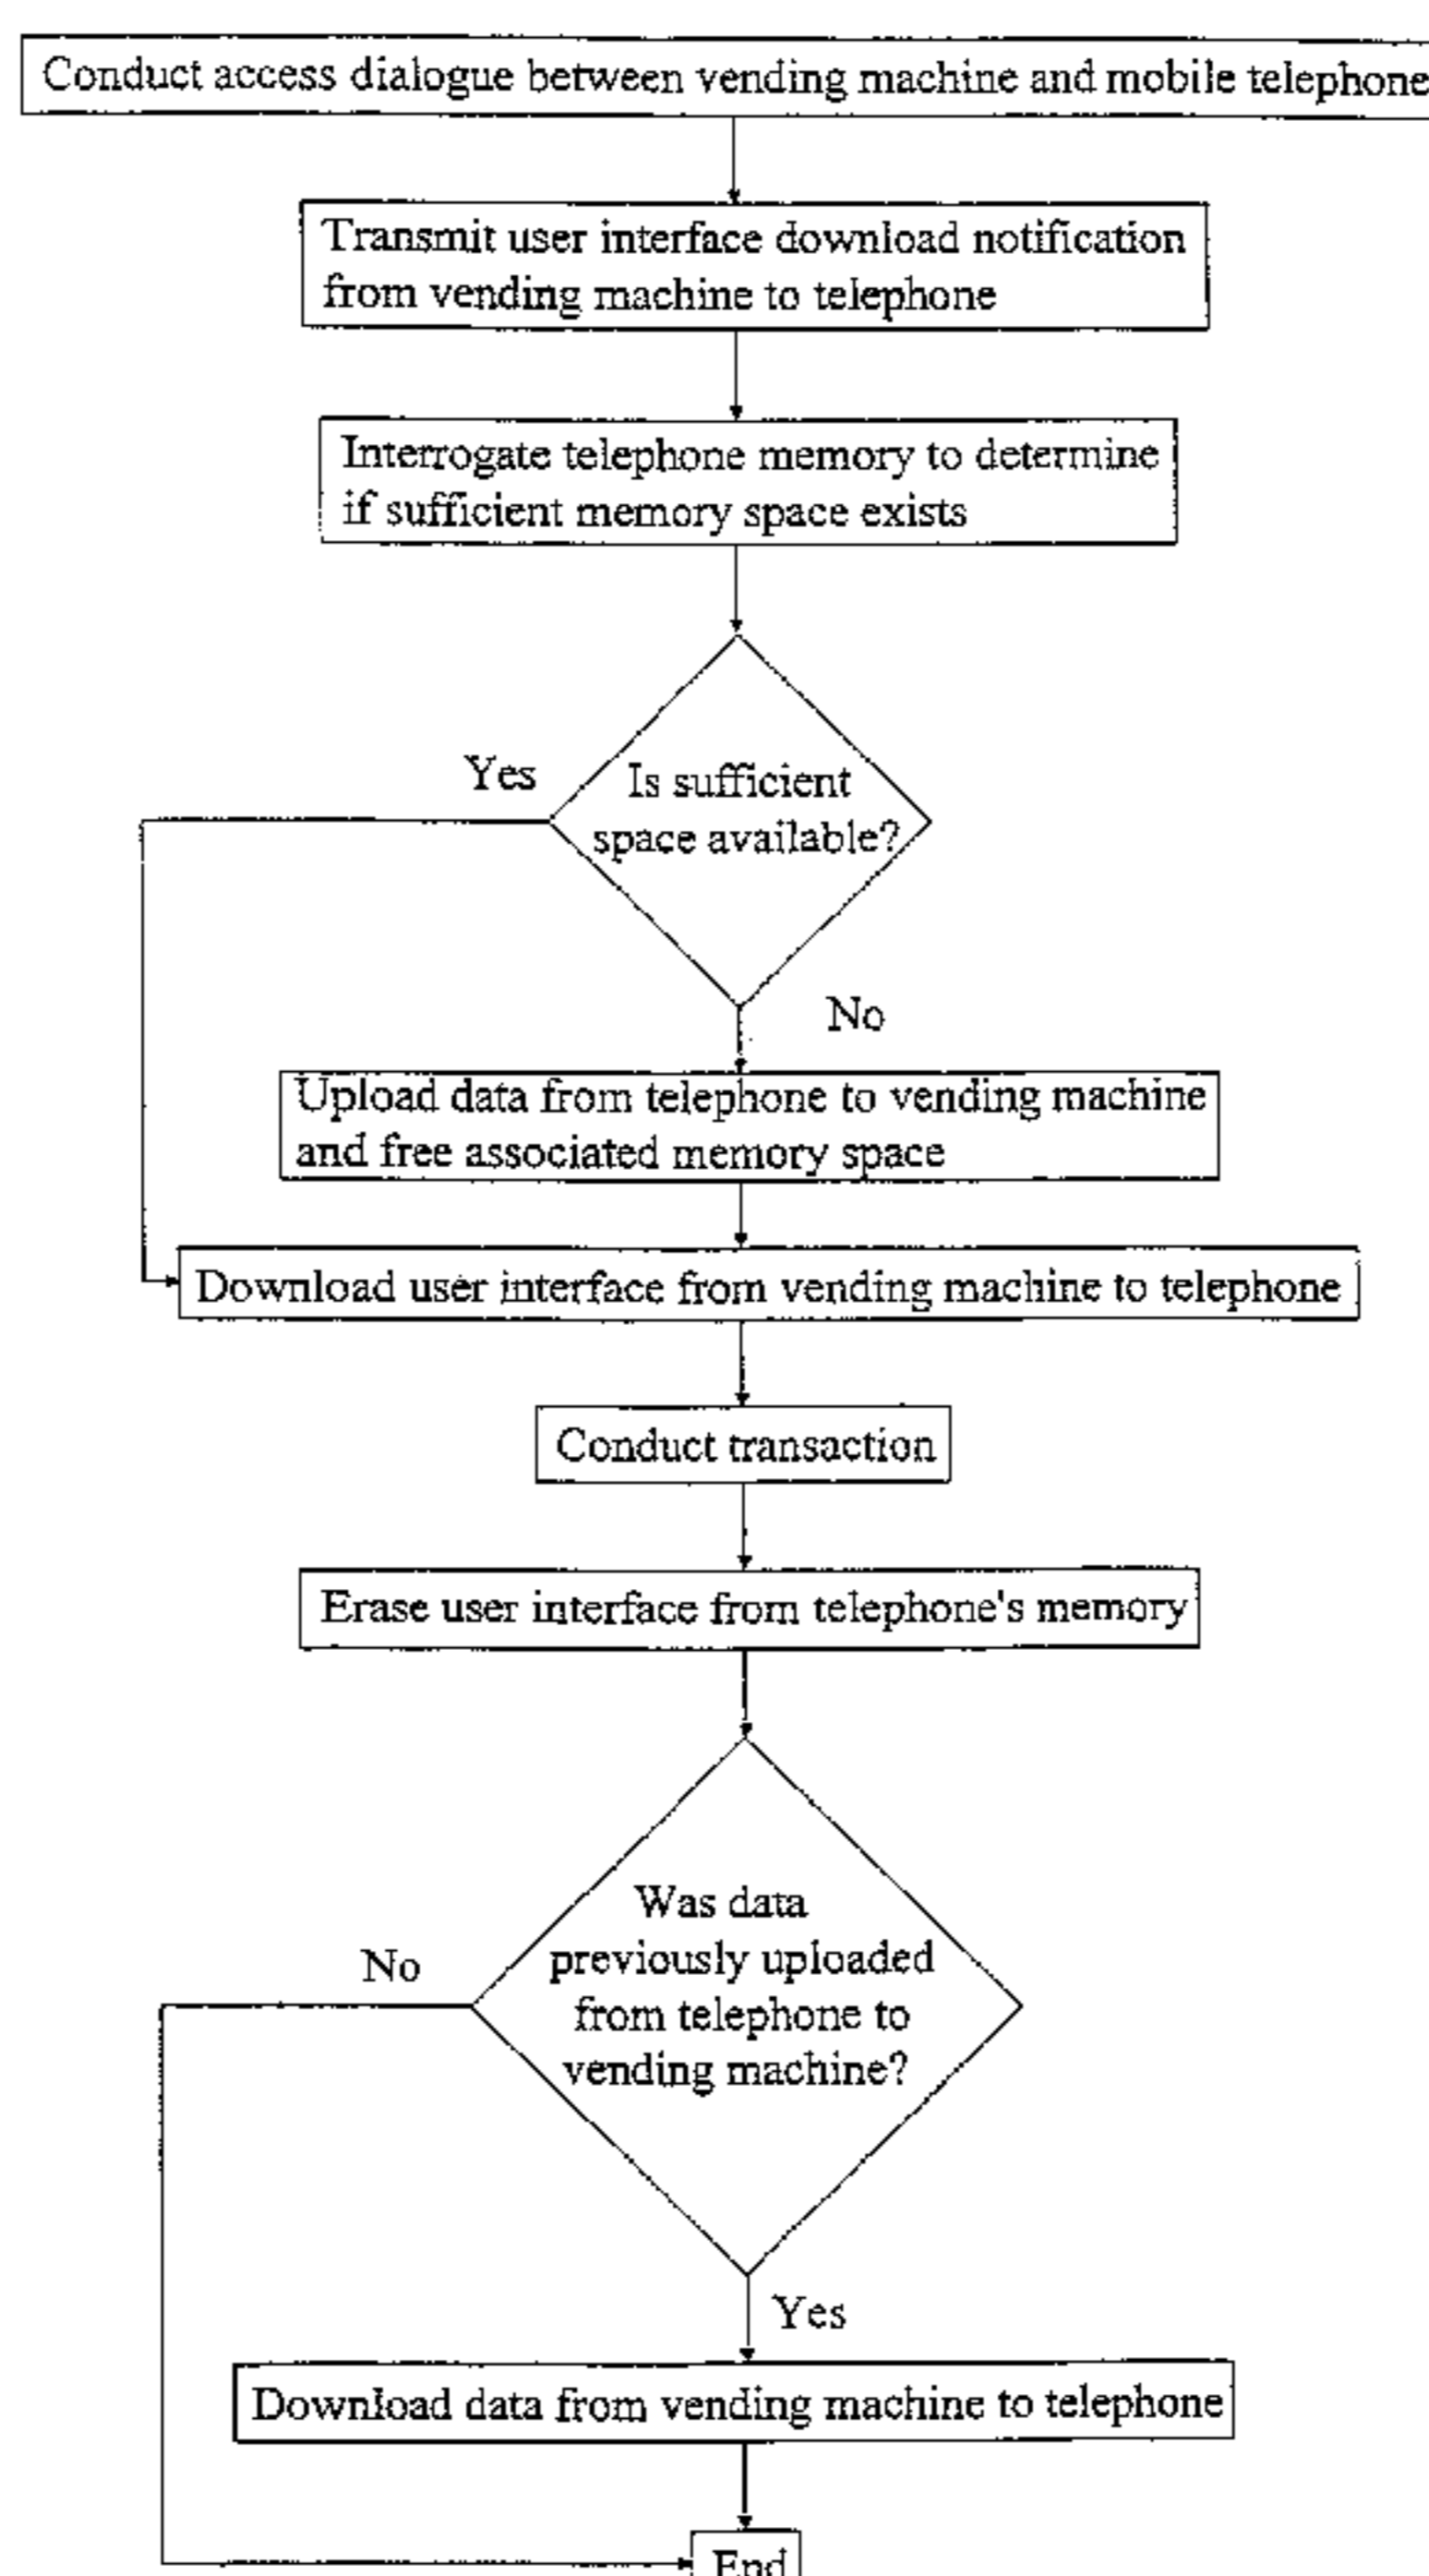 Conduct access dialogue between vending machine and mobile telephone
Transmit user interface download notification
from vending machine to telephone
Interrogate telephone memory to determine
if sufficient memory space exists
Yes
Is sufficient
space available?
No
Upload data from telephone to vending machine
and free associated memory space
Download user interface from vending machine to telephone
Conduct transaction
Erase user interface from telephone's memory
Was data
previously uploaded
from telephone to
vending machine?
No
Yes
Download data from vending machine to telephone
End